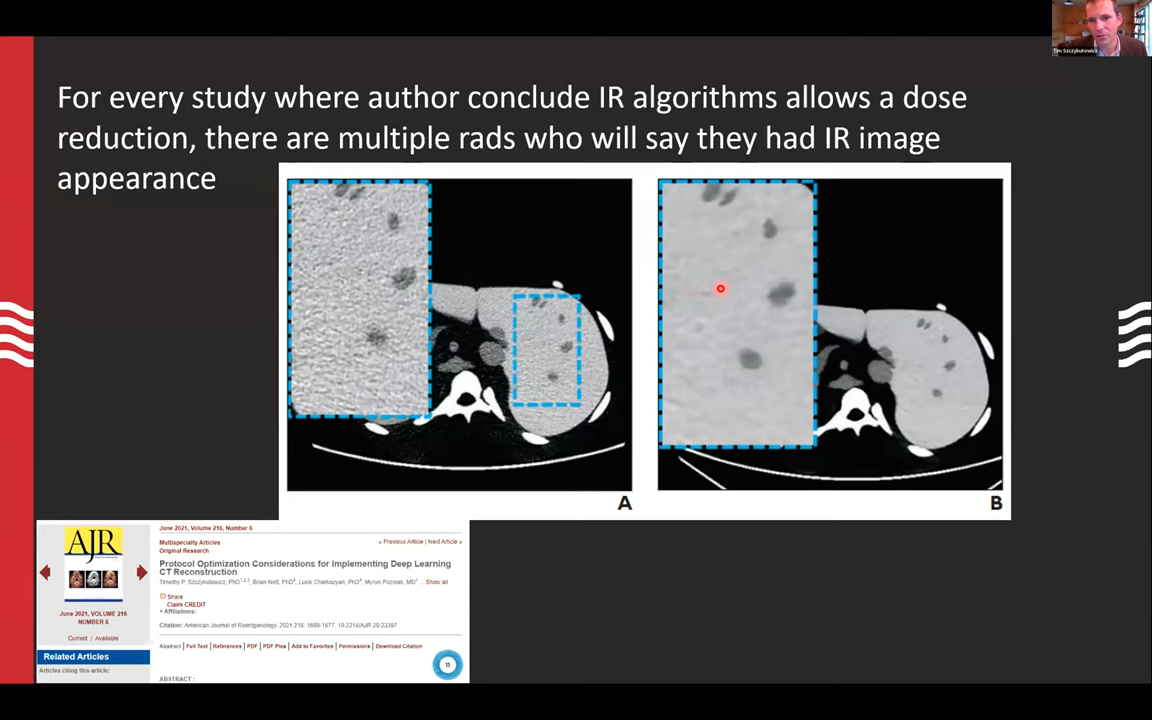 Tim Szczykutowicz
For every study where author conclude IR algorithms allows a dose
reduction, there are multiple rads who will say they had IR image
appearance
A
B
AJR
June 2021, VOLUME 216
NUMBER 6
Current | Available
Related Articles
Articles citing this article:
June 2021, Volume 216, Number 6
Multispecialty Articles
« Previous Article | Next Article »
Original Research
Protocol Optimization Considerations for Implementing Deep Learning
CT Reconstruction
Timothy P. Szczykutowicz, PhD Brian Nett, PhD Lusik Cherkezyan, PhD Myron Pozniak, MD ... Show all
Share
Claim CREDIT
• Affiliations:
Citation: American Journal of Roentgenology. 2021;216: 1668-1677. 10.2214/AJR.20.23397
Abstract | Full Text | References | PDF | PDF Plus | Add to Favorites | Permissions | Download Citation
ABSTRACT :
11